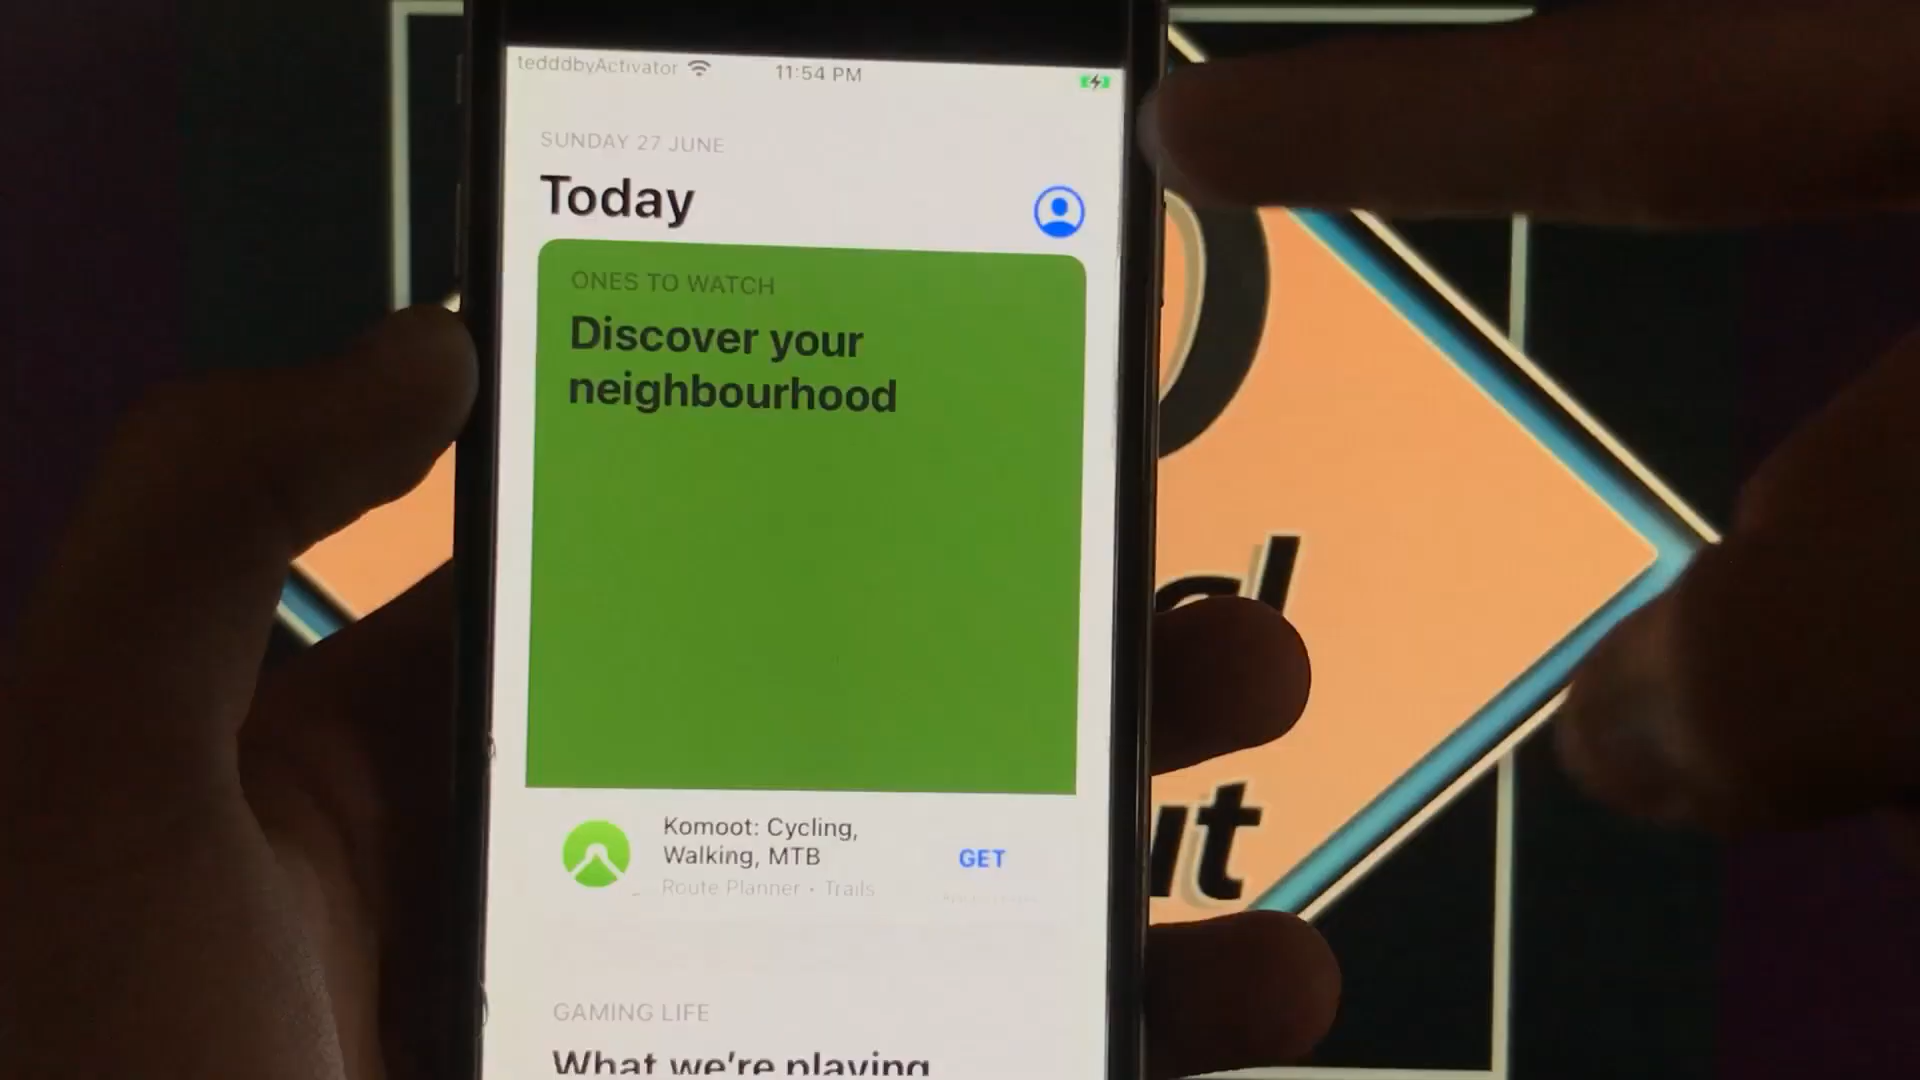 tedddbyActivator
11:54 PM
SUNDAY 27 JUNE
Today
ONES TO WATCH
Discover your
neighbourhood
Komoot: Cycling,
Walking, MTB
GET
Route Planner • Trails
GAMING LIFE
What we're playing